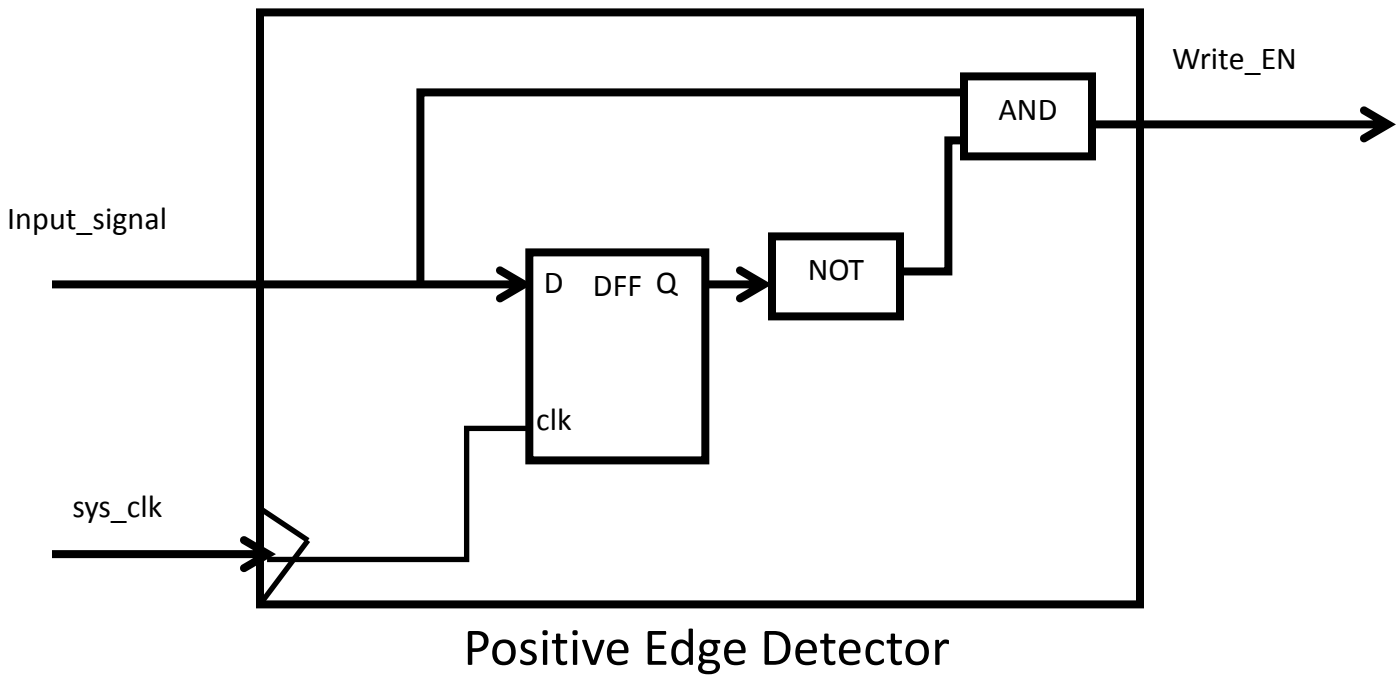 Write_EN
AND
Input_signal
NOT
D DFF Q
clk
sys_clk
Positive Edge Detector